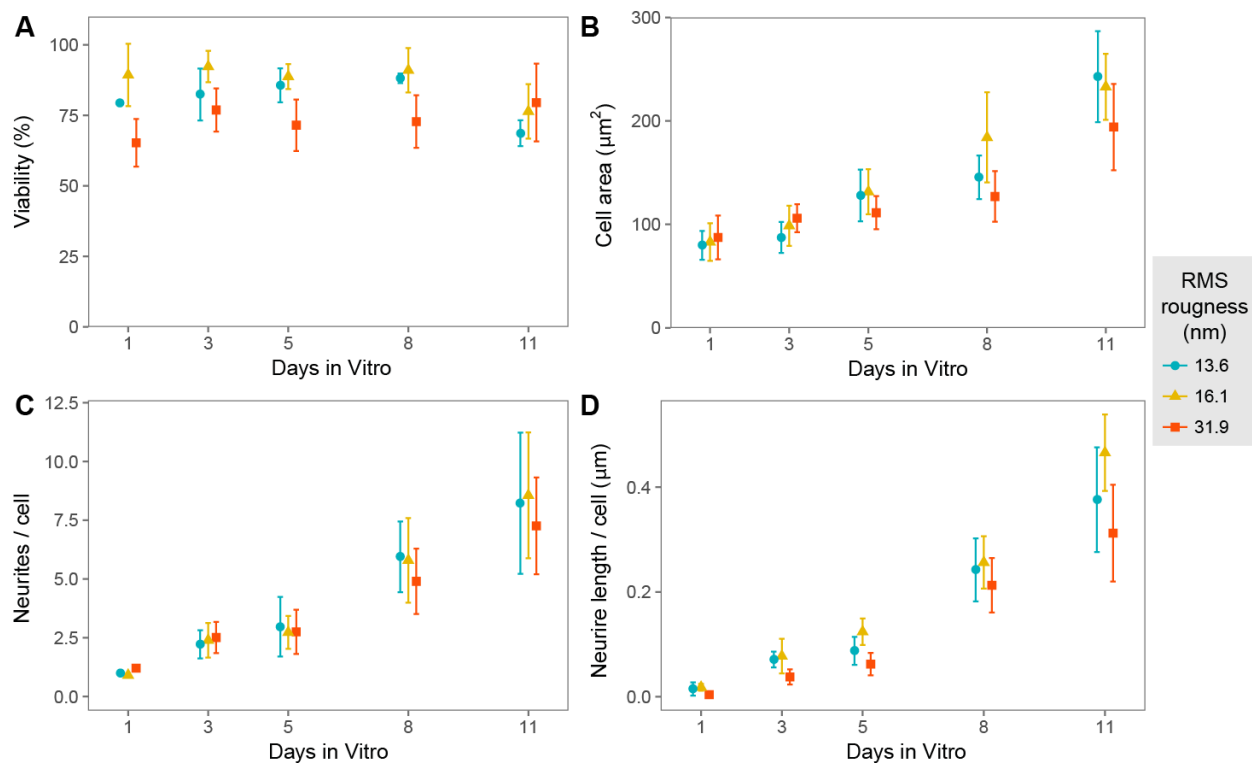 A
Viability (%)
100
75
50
25
0
1 3 5 8 11
Days in Vitro
B
Cell area (µm²)
300
200
100
0
1 3 5 8 11
Days in Vitro
RMS
rougness
(nm)
13.6
16.1
31.9
C
Neurites / cell
12.5
10.0
7.5
5.0
2.5
0.0
1 3 5 8 11
Days in Vitro
D
Neurire length / cell (µm)
0.4
0.2
0.0
1 3 5 8 11
Days in Vitro